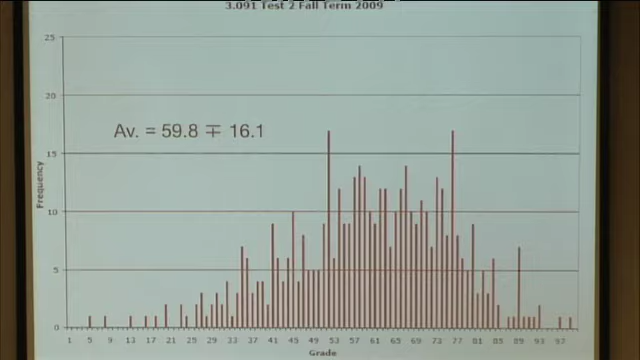 3.091 Test 2 Fall Term 2009
25
20
Av. = 59.8 ∓ 16.1
15
Frequency
10
5
0
1 5 9 13 17 21 25 29 33 37 41 45 49 53 57 61 65 69 73 77 81 85 89 93 97
Grade